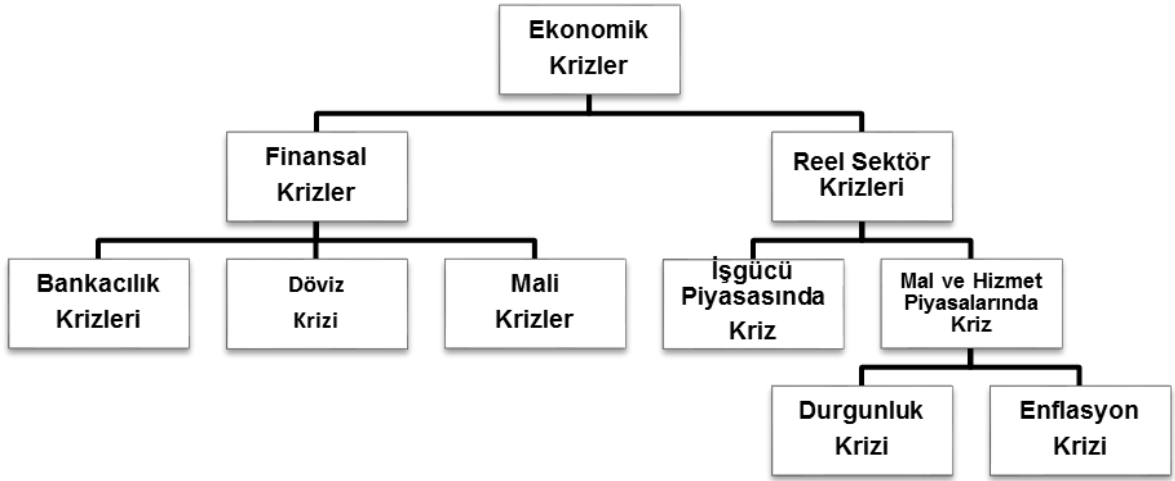 Ekonomik
Krizler
Finansal
Krizler
Reel Sektör
Krizleri
Bankacılık
Krizleri
Döviz
Krizi
Mali
Krizler
İşgücü
Piyasasında
Kriz
Mal ve Hizmet
Piyasalarında
Kriz
Durgunluk
Krizi
Enflasyon
Krizi